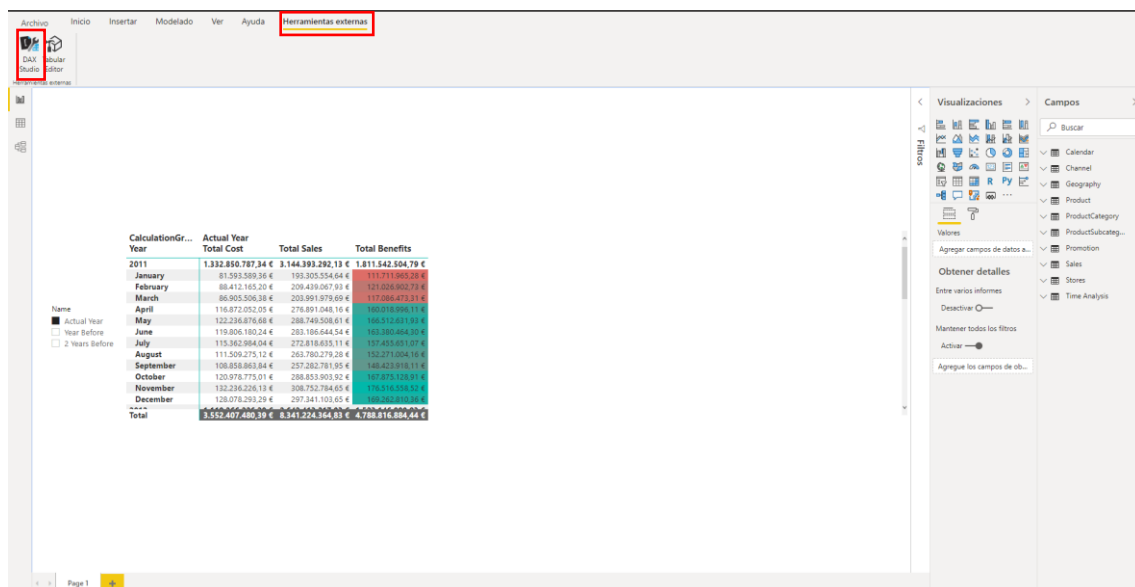 Archivo Inicio Insertar Modelado Ver Ayuda Herramientas externas
DAX Studio
Tabular Editor
Herramientas externas
Filtros
Visualizaciones
R Py
Valores
Agregar campos de datos a...
Obtener detalles
Entre varios informes
Desactivar
Mantener todos los filtros
Activar
Agregue los campos de ob...
Campos
Buscar
Calendar
Channel
Geography
Product
ProductCategory
ProductSubcateg...
Promotion
Sales
Stores
Time Analysis
Name
Actual Year
Year Before
2 Years Before
CalculationGr... Actual Year
Year Total Cost Total Sales Total Benefits
2011 1.332.850.787,34 € 3.144.393.292,13 € 1.811.542.504,79 €
January 81.593.589,36 € 193.305.554,64 € 111.711.965,28 €
February 88.412.165,20 € 209.439.067,93 € 121.026.902,73 €
March 86.905.506,38 € 203.991.979,69 € 117.086.473,31 €
April 116.872.052,05 € 276.891.048,16 € 160.018.996,11 €
May 122.236.876,68 € 288.749.508,61 € 166.512.631,93 €
June 119.806.180,24 € 283.186.644,54 € 163.380.464,30 €
July 115.362.984,04 € 272.818.635,11 € 157.455.651,07 €
August 111.509.275,12 € 263.780.279,28 € 152.271.004,16 €
September 108.858.863,84 € 257.282.781,95 € 148.423.918,11 €
October 120.978.775,01 € 288.853.903,92 € 167.875.128,91 €
November 132.236.226,13 € 308.752.784,65 € 176.516.558,52 €
December 128.078.293,29 € 297.341.103,65 € 169.262.810,36 €
Total 3.552.407.480,39 € 8.341.224.364,83 € 4.788.816.884,44 €
Page 1